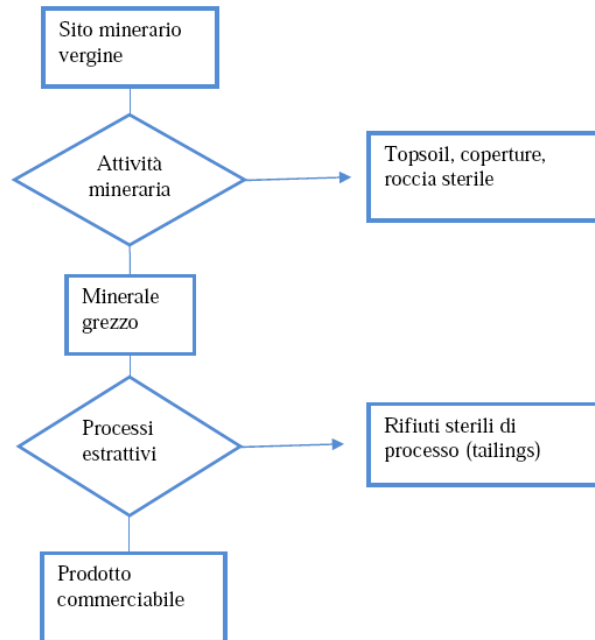 Sito minerario
vergine
Attività
mineraria
Topsoil, coperture,
roccia sterile
Minerale
grezzo
Processi
estrattivi
Rifiuti sterili di
processo (tailings)
Prodotto
commerciabile